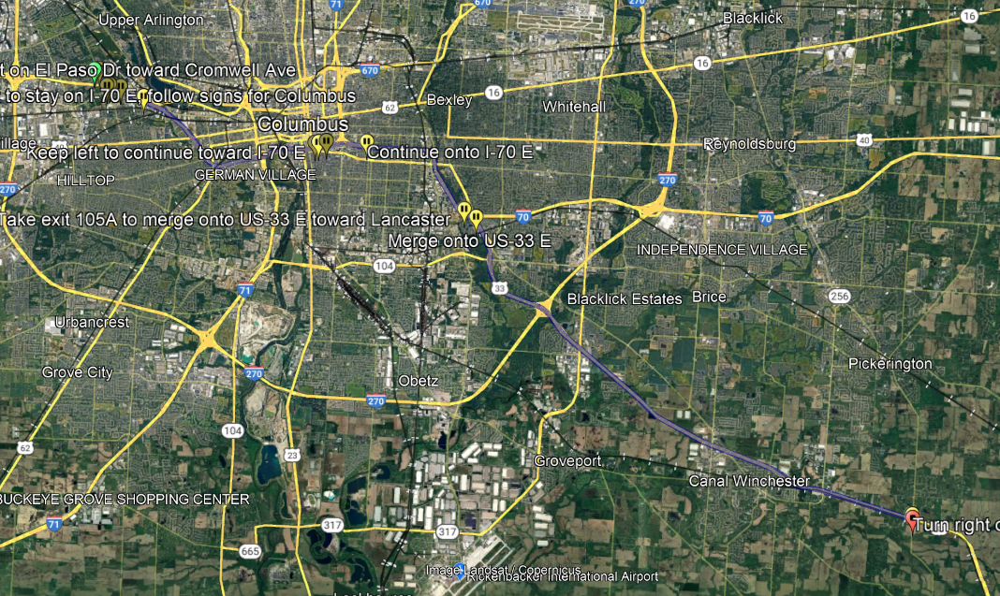 670
71
270
Upper Arlington
Blacklick
16
t on El Paso Dr toward Cromwell Ave
670
16
to stay on I-70 E, follow signs for Columbus
Bexley
16
62
Whitehall
Columbus
40
Village
Keep left to continue toward I-70 E
Continue onto I-70 E
Reynoldsburg
HILLTOP
GERMAN VILLAGE
270
270
Take exit 105A to merge onto US-33 E toward Lancaster
70
70
Merge onto US-33 E
INDEPENDENCE VILLAGE
104
71
33
Blacklick Estates
Brice
256
Urbancrest
Pickerington
Grove City
270
Obetz
270
104
62
23
Groveport
Canal Winchester
BUCKEYE GROVE SHOPPING CENTER
71
317
317
Turn right o
665
Image Landsat / Copernicus
Rickenbacker International Airport